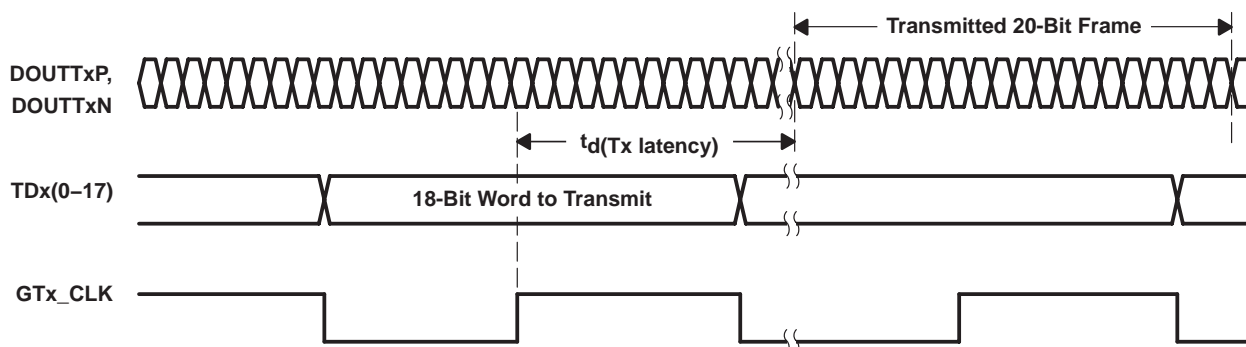 Transmitted 20-Bit Frame
DOUTTxP,
DOUTTxN
td(Tx latency)
TDx(0–17)
18-Bit Word to Transmit
GTx_CLK